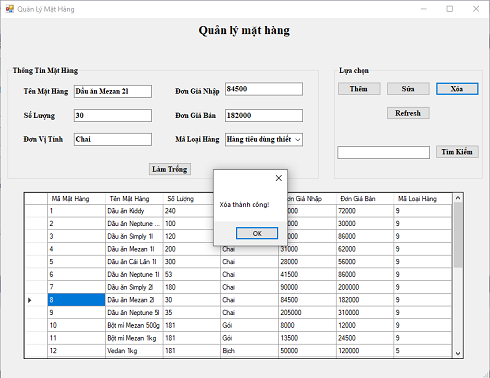 Quản Lý Mặt Hàng
Quản lý mặt hàng
Thông Tin Mặt Hàng
Tên Mặt Hàng Dầu ăn Mezan 2l Đơn Giá Nhập 84500
Số Lượng 30 Đơn Giá Bán 182000
Đơn Vị Tính Chai Mã Loại Hàng Hàng tiêu dùng thiết
Làm Trống
Lựa chọn
Thêm Sửa Xóa
Refresh
Tìm Kiếm
Xóa thành công!
OK
Mã Mặt Hàng Tên Mặt Hàng Số Lượng Đơn Giá Nhập Đơn Giá Bán Mã Loại Hàng
1 Dầu ăn Kiddy 240 72000 9
2 Dầu ăn Neptune ... 100 30000 9
3 Dầu ăn Simply 1l 120 86000 9
4 Dầu ăn Mezan 1l 200 Chai 31000 62000 9
5 Dầu ăn Cái Lân 1l 300 Chai 28000 56000 9
6 Dầu ăn Neptune 1l 53 Chai 41500 86000 9
7 Dầu ăn Simply 2l 180 Chai 90000 200000 9
8 Dầu ăn Mezan 2l 30 Chai 84500 182000 9
9 Dầu ăn Neptune 5l 35 Chai 205000 310000 9
10 Bột mì Mezan 500g 181 Gói 8000 12000 9
11 Bột mì Mezan 1kg 181 Gói 13500 24500 9
12 Vedan 1kg 181 Bịch 50000 120000 5